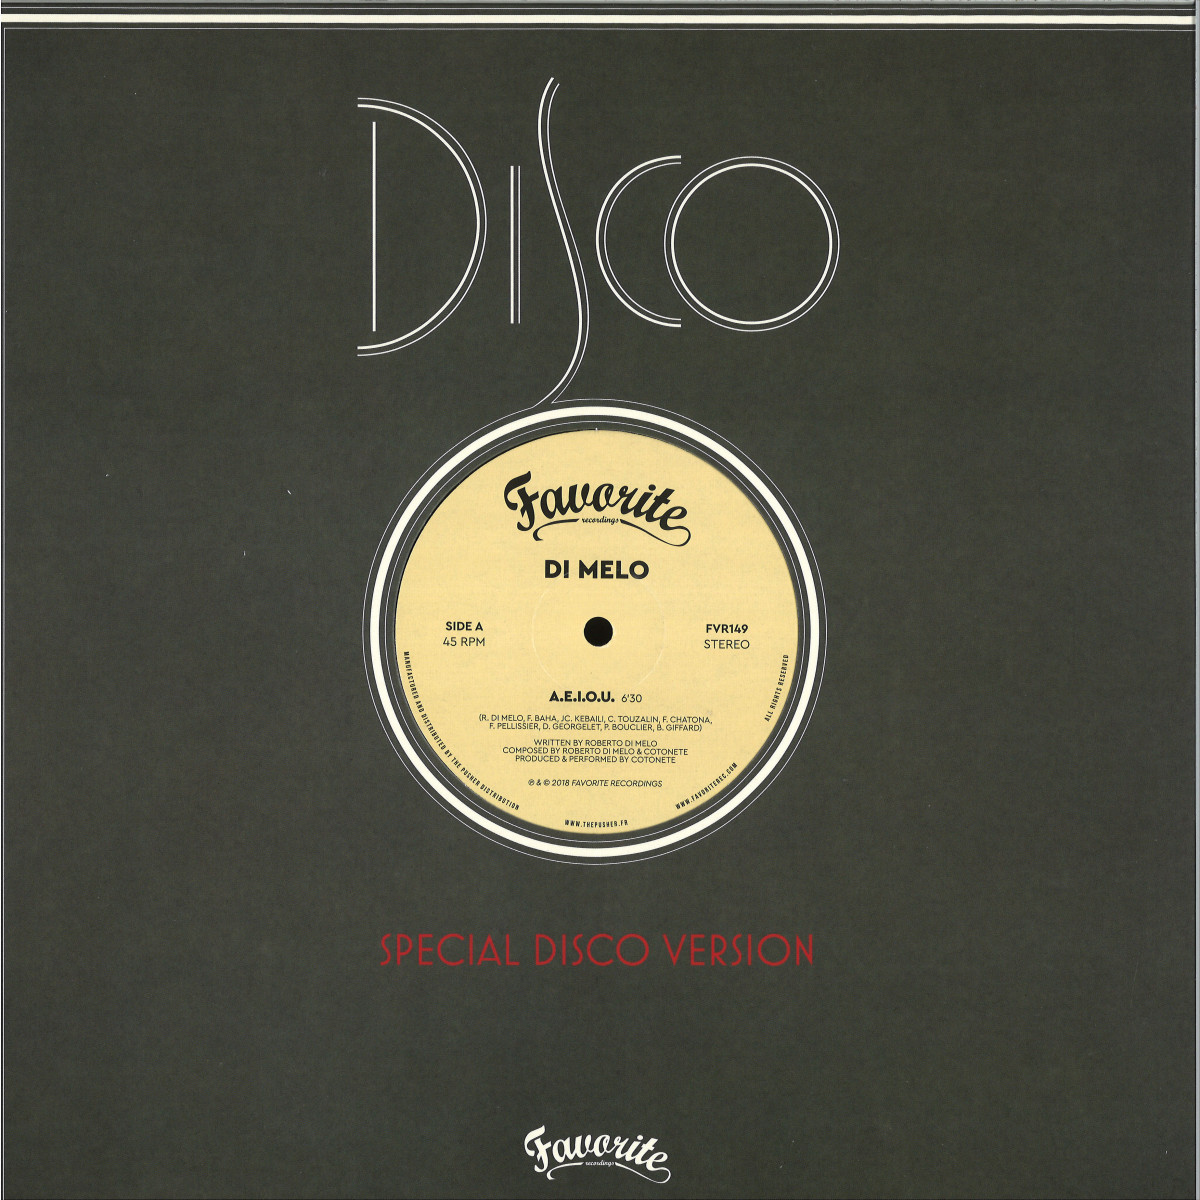 DISCO
Favorite
recordings
DI MELO
SIDE A
45 RPM
FVR149
STEREO
A.E.I.O.U. 6'30
(R. DI MELO, F. BAHA, JC. KEBAILI, C. TOUZALIN, F. CHATONA,
F. PELLISSIER, D. GEORGELET, P. BOUCLIER, B. GIFFARD)
WRITTEN BY ROBERTO DI MELO
COMPOSED BY ROBERTO DI MELO & COTONETE
PRODUCED & PERFORMED BY COTONETE
℗ & © 2018 FAVORITE RECORDINGS
MANUFACTURED AND DISTRIBUTED BY THE PUSHER DISTRIBUTION
WWW.THEPUSHER.FR
WWW.FAVORITEREC.COM
ALL RIGHTS RESERVED
SPECIAL DISCO VERSION
Favorite
recordings